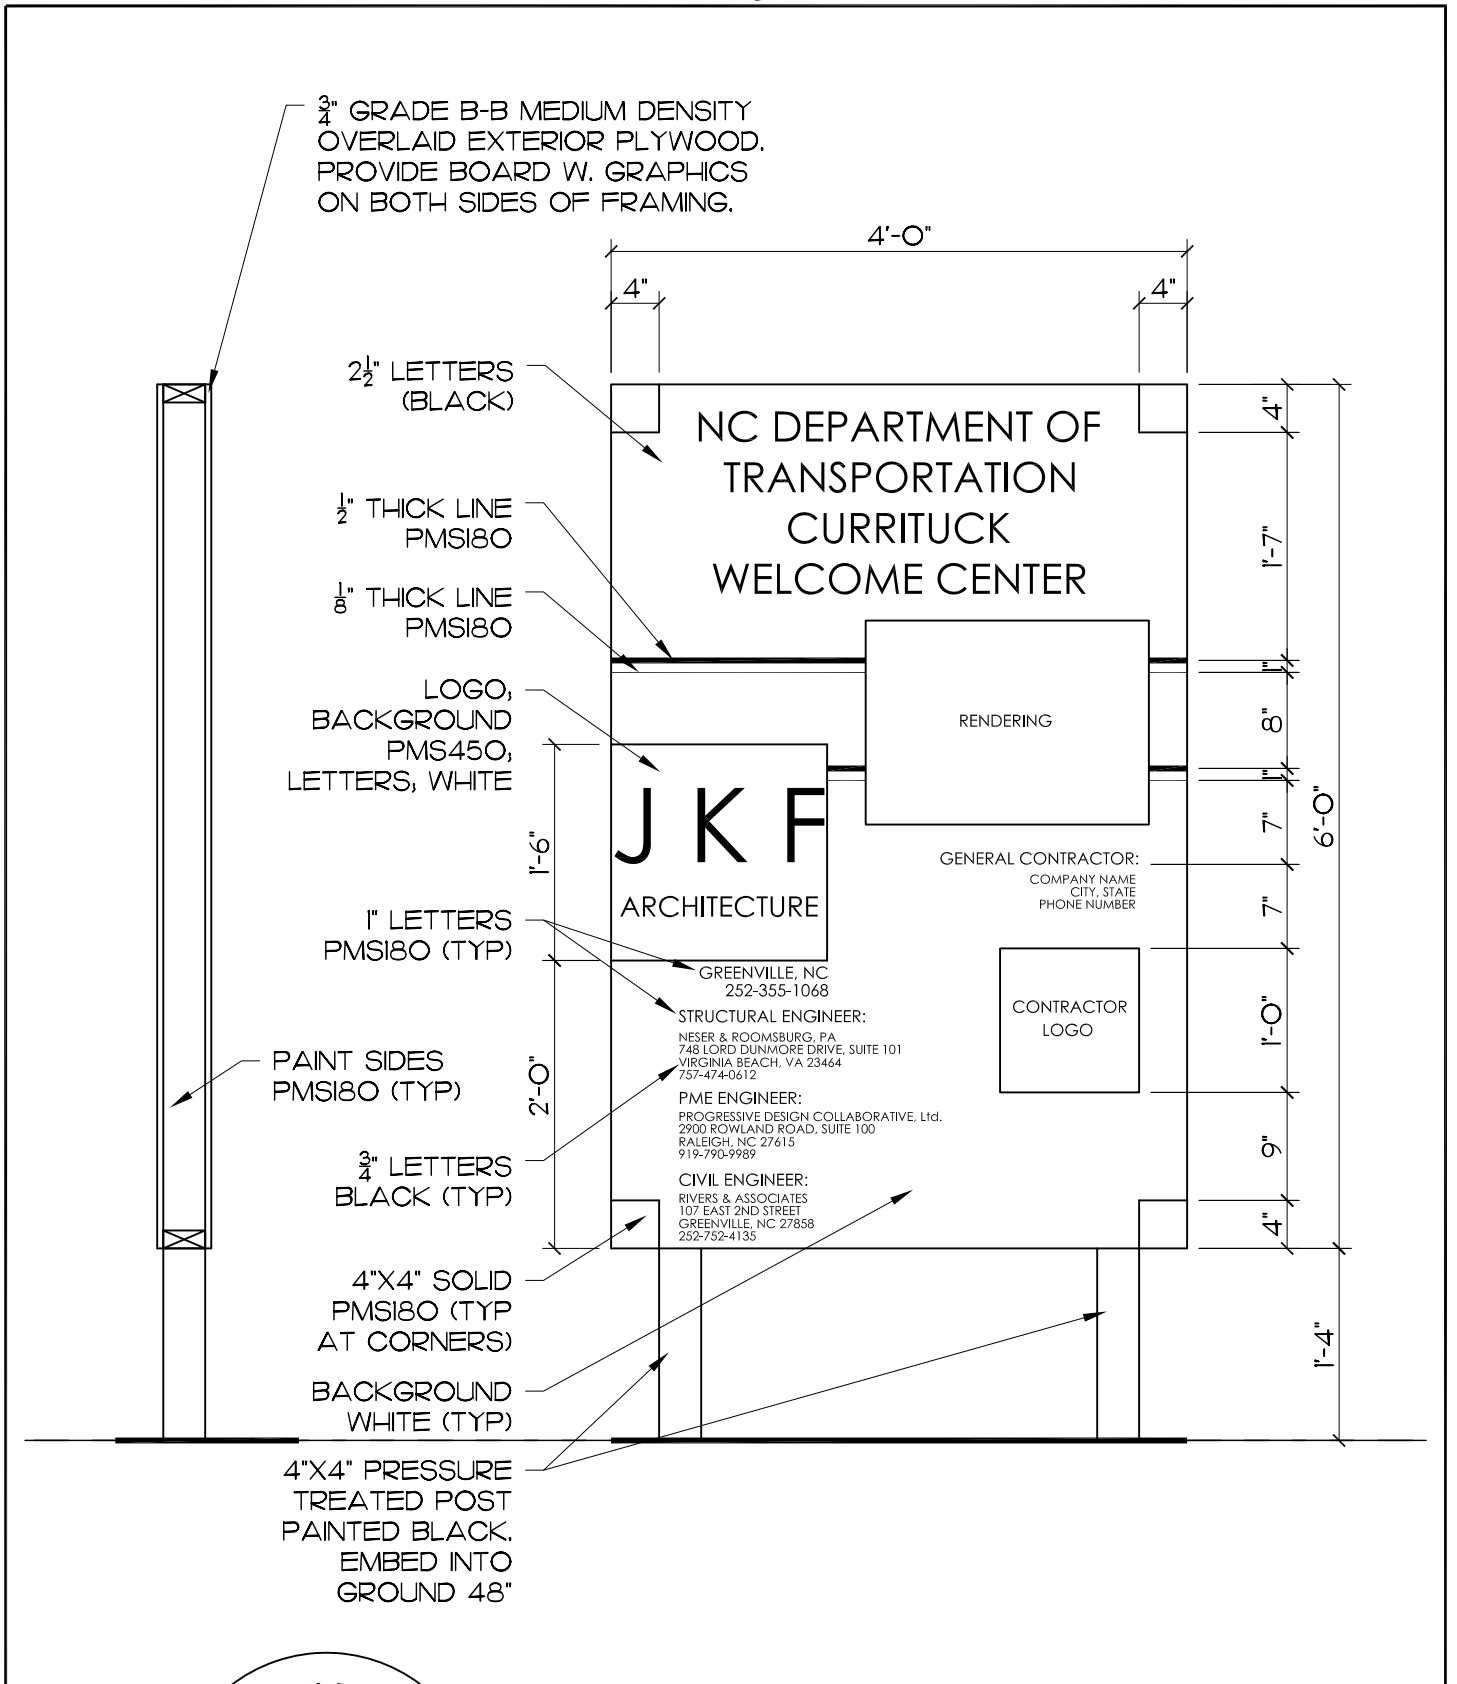 3/4" GRADE B-B MEDIUM DENSITY
OVERLAID EXTERIOR PLYWOOD.
PROVIDE BOARD W. GRAPHICS
ON BOTH SIDES OF FRAMING.
4'-0"
4"
4"
2 1/2" LETTERS
(BLACK)
1/2" THICK LINE
PMS180
1/8" THICK LINE
PMS180
LOGO;
BACKGROUND
PMS450;
LETTERS; WHITE
1'-6"
1" LETTERS
PMS180 (TYP)
PAINT SIDES
PMS180 (TYP)
2'-0"
3/4" LETTERS
BLACK (TYP)
4"X4" SOLID
PMS180 (TYP
AT CORNERS)
BACKGROUND
WHITE (TYP)
4"X4" PRESSURE
TREATED POST
PAINTED BLACK.
EMBED INTO
GROUND 48"
NC DEPARTMENT OF
TRANSPORTATION
CURRITUCK
WELCOME CENTER
RENDERING
J K F
ARCHITECTURE
GREENVILLE, NC
252-355-1068
STRUCTURAL ENGINEER:
NESER & ROOMSBURG, PA
748 LORD DUNMORE DRIVE, SUITE 101
VIRGINIA BEACH, VA 23464
757-474-0612
PME ENGINEER:
PROGRESSIVE DESIGN COLLABORATIVE, Ltd.
2900 ROWLAND ROAD, SUITE 100
RALEIGH, NC 27615
919-790-9989
CIVIL ENGINEER:
RIVERS & ASSOCIATES
107 EAST 2ND STREET
GREENVILLE, NC 27858
252-752-4135
GENERAL CONTRACTOR:
COMPANY NAME
CITY, STATE
PHONE NUMBER
CONTRACTOR
LOGO
4"
1'-7"
1"
8"
1"
7"
7"
1'-0"
9"
4"
6'-0"
1'-4"